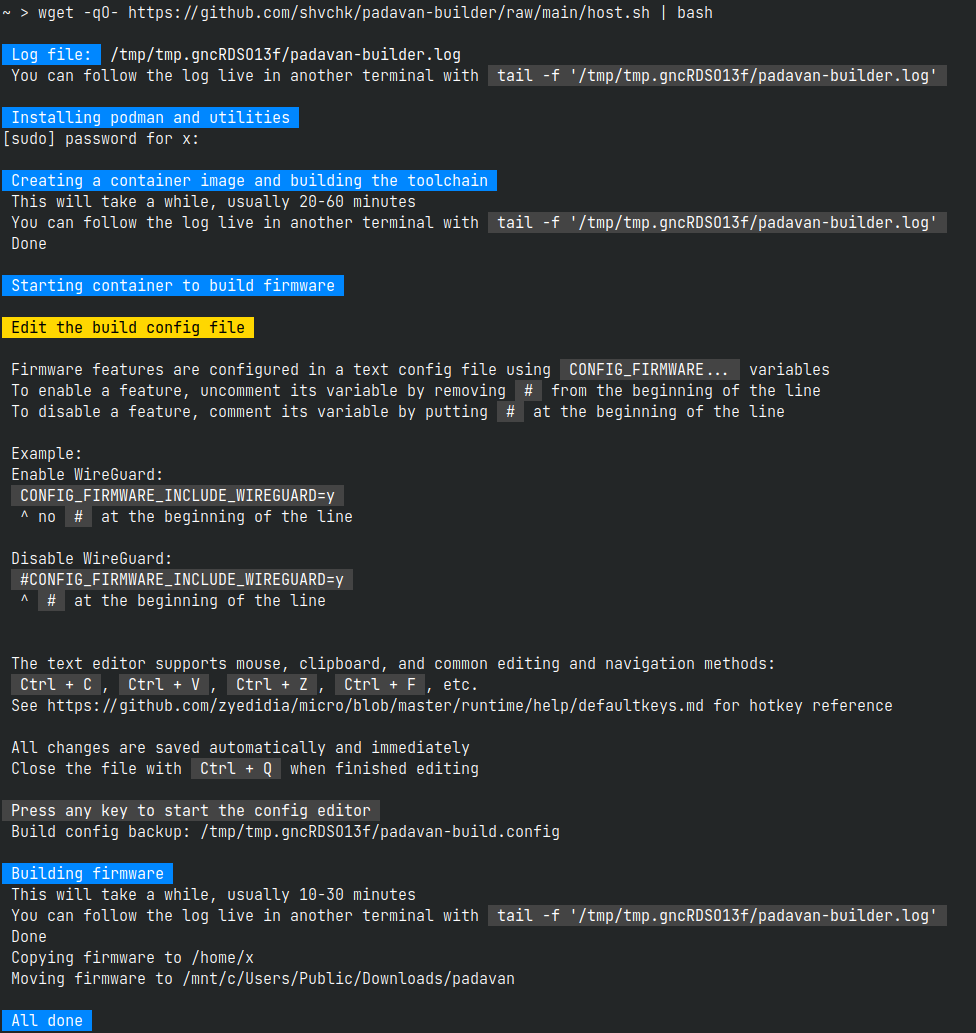 ~ > wget -qO- https://github.com/shvchk/padavan-builder/raw/main/host.sh | bash
Log file: /tmp/tmp.gncRDSO13f/padavan-builder.log
You can follow the log live in another terminal with tail -f '/tmp/tmp.gncRDSO13f/padavan-builder.log'
Installing podman and utilities
[sudo] password for x:
Creating a container image and building the toolchain
This will take a while, usually 20-60 minutes
You can follow the log live in another terminal with tail -f '/tmp/tmp.gncRDSO13f/padavan-builder.log'
Done
Starting container to build firmware
Edit the build config file
Firmware features are configured in a text config file using CONFIG_FIRMWARE... variables
To enable a feature, uncomment its variable by removing # from the beginning of the line
To disable a feature, comment its variable by putting # at the beginning of the line
Example:
Enable WireGuard:
CONFIG_FIRMWARE_INCLUDE_WIREGUARD=y
^ no # at the beginning of the line
Disable WireGuard:
#CONFIG_FIRMWARE_INCLUDE_WIREGUARD=y
^ # at the beginning of the line
The text editor supports mouse, clipboard, and common editing and navigation methods:
Ctrl + C , Ctrl + V , Ctrl + Z , Ctrl + F , etc.
See https://github.com/zyedidia/micro/blob/master/runtime/help/defaultkeys.md for hotkey reference
All changes are saved automatically and immediately
Close the file with Ctrl + Q when finished editing
Press any key to start the config editor
Build config backup: /tmp/tmp.gncRDSO13f/padavan-build.config
Building firmware
This will take a while, usually 10-30 minutes
You can follow the log live in another terminal with tail -f '/tmp/tmp.gncRDSO13f/padavan-builder.log'
Done
Copying firmware to /home/x
Moving firmware to /mnt/c/Users/Public/Downloads/padavan
All done